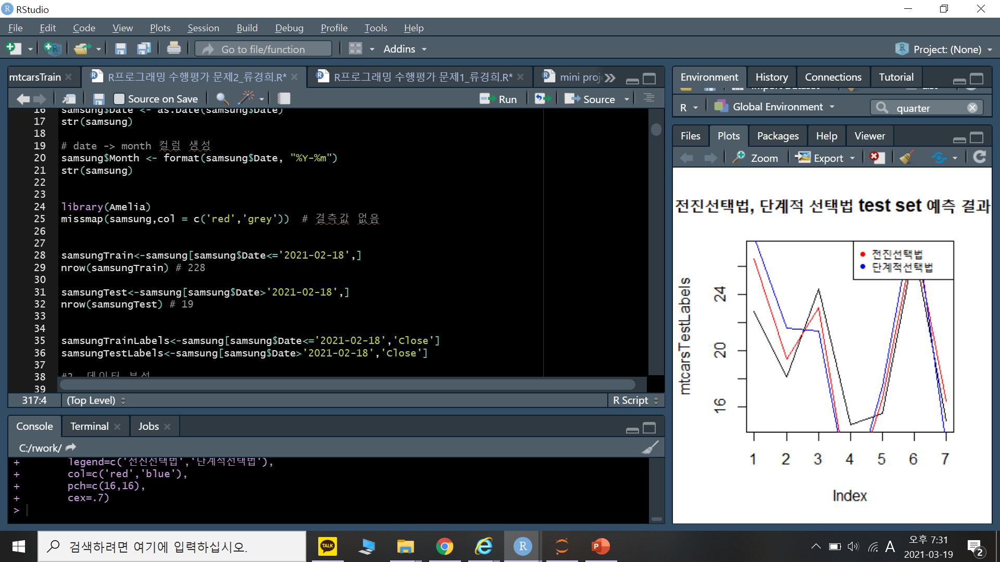 RStudio
File Edit Code View Plots Session Build Debug Profile Tools Help
Go to file/function Addins Project: (None)
mtcarsTrain R프로그래밍 수행평가 문제2_류경희.R* R프로그래밍 수행평가 문제1_류경희.R* mini proj
Source on Save Run Source
16 samsung$Date <- as.Date(samsung$Date)
17 str(samsung)
18
19 # date -> month 컬럼 생성
20 samsung$Month <- format(samsung$Date, "%Y-%m")
21 str(samsung)
22
23
24 library(Amelia)
25 missmap(samsung,col = c('red','grey')) # 결측값 없음
26
27
28 samsungTrain<-samsung[samsung$Date<='2021-02-18',]
29 nrow(samsungTrain) # 228
30
31 samsungTest<-samsung[samsung$Date>'2021-02-18',]
32 nrow(samsungTest) # 19
33
34
35 samsungTrainLabels<-samsung[samsung$Date<='2021-02-18','Close']
36 samsungTestLabels<-samsung[samsung$Date>'2021-02-18','Close']
37
38 #2. 데이터 분석
39
317:4 (Top Level) R Script
Console Terminal Jobs
C:/rwork/
+ legend=c('전진선택법','단계적선택법'),
+ col=c('red','blue'),
+ pch=c(16,16),
+ cex=.7)
>
Environment History Connections Tutorial
Import Dataset List
R Global Environment quarter
Files Plots Packages Help Viewer
Zoom Export
전진선택법, 단계적 선택법 test set 예측 결과
전진선택법
단계적선택법
mtcarsTestLabels
24
20
16
1 2 3 4 5 6 7
Index
검색하려면 여기에 입력하십시오.
TALK
R
P
A
오후 7:31
2021-03-19
2